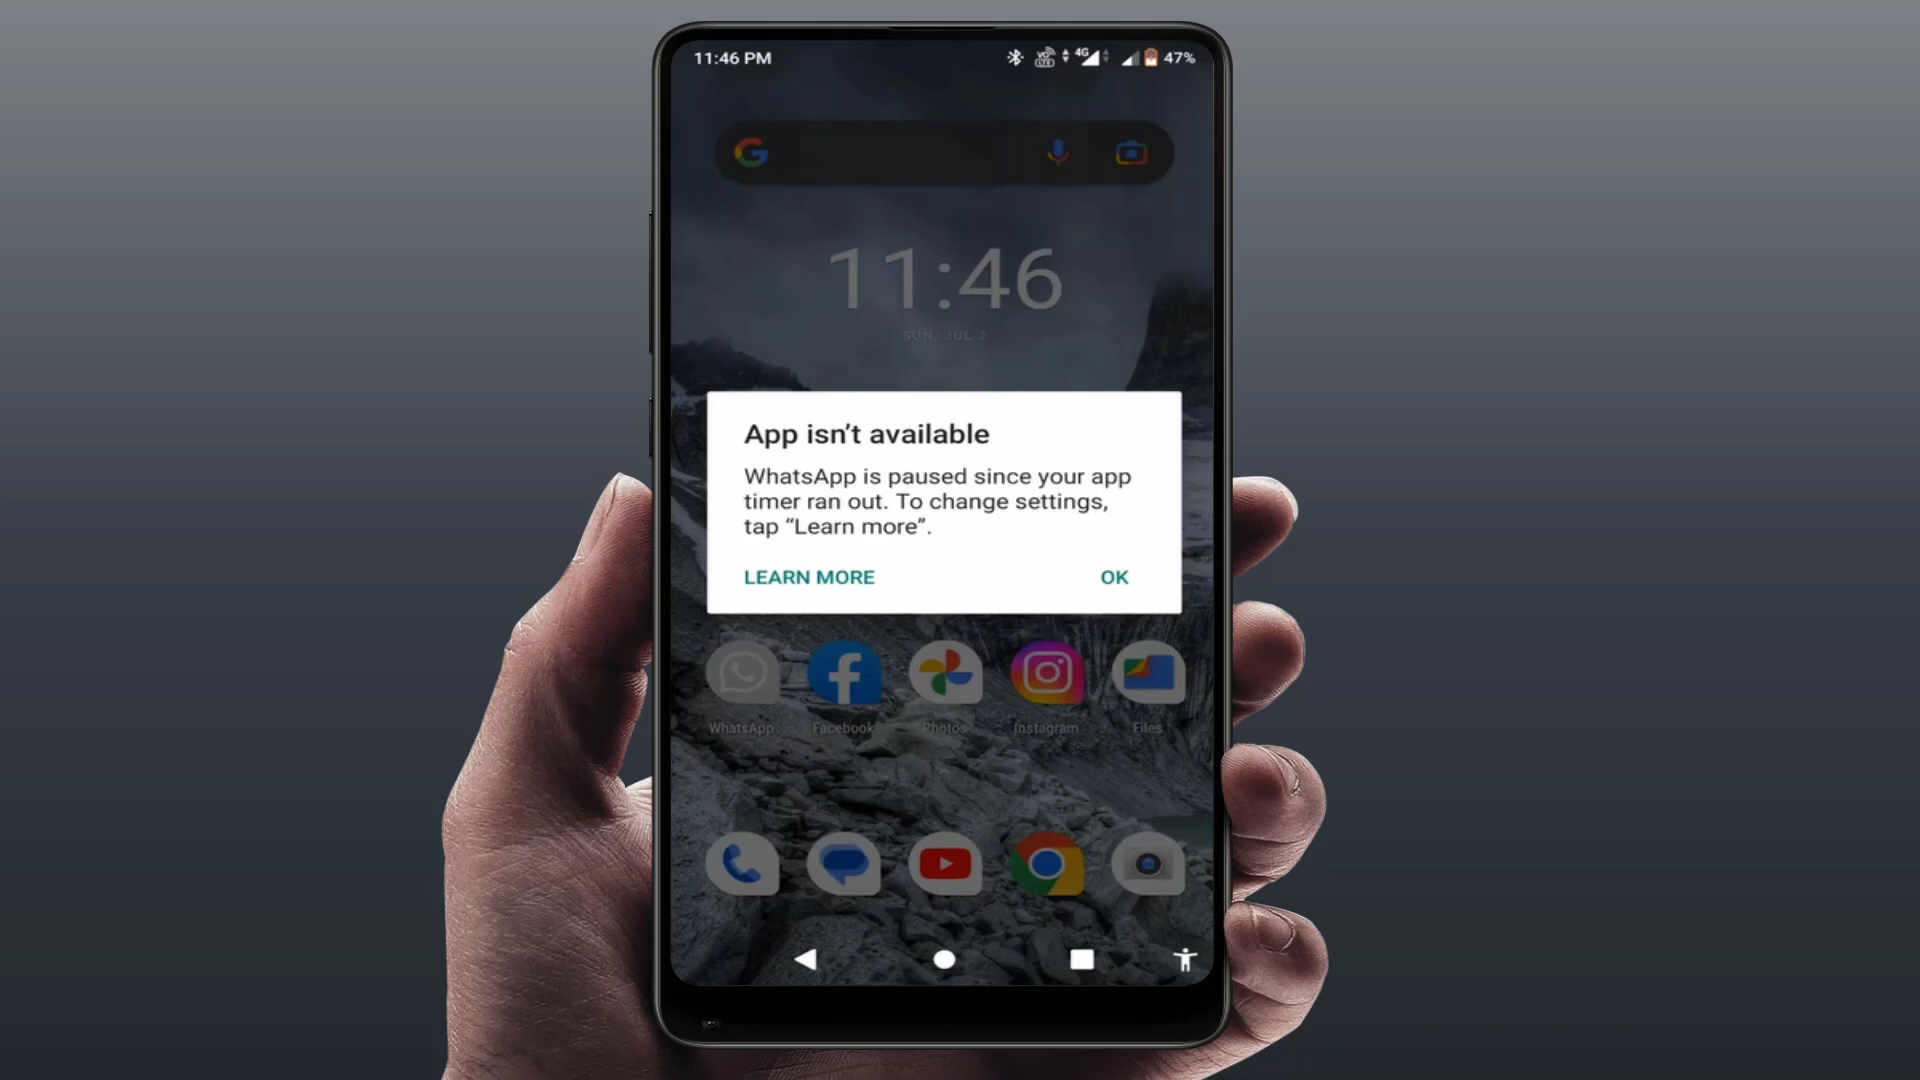 11:46 PM
4G 47%
11:46
SUN, JUL 2
App isn’t available
WhatsApp is paused since your app
timer ran out. To change settings,
tap “Learn more”.
LEARN MORE OK
WhatsApp Facebook Photos Instagram Files